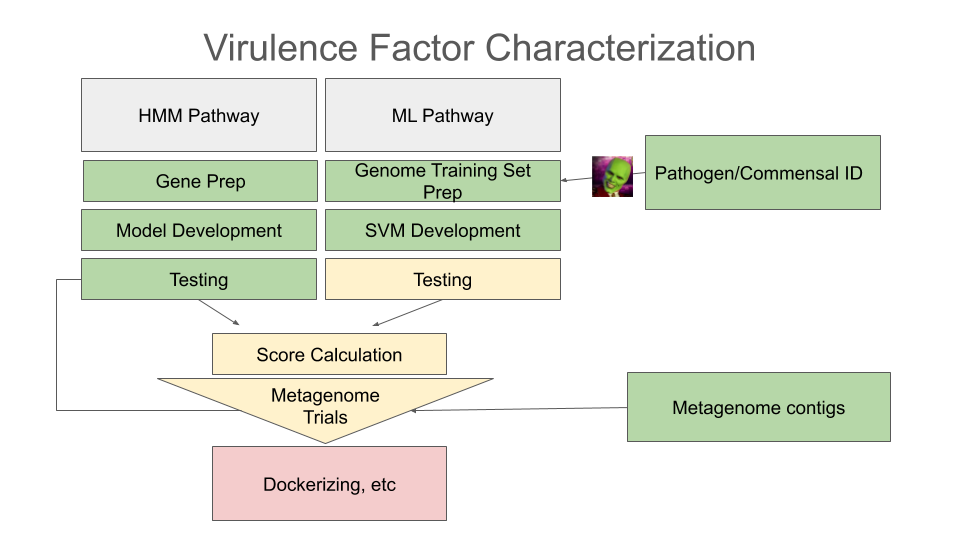 Virulence Factor Characterization
HMM Pathway
ML Pathway
Gene Prep
Genome Training Set
Prep
Pathogen/Commensal ID
Model Development
SVM Development
Testing
Testing
Score Calculation
Metagenome
Trials
Metagenome contigs
Dockerizing, etc